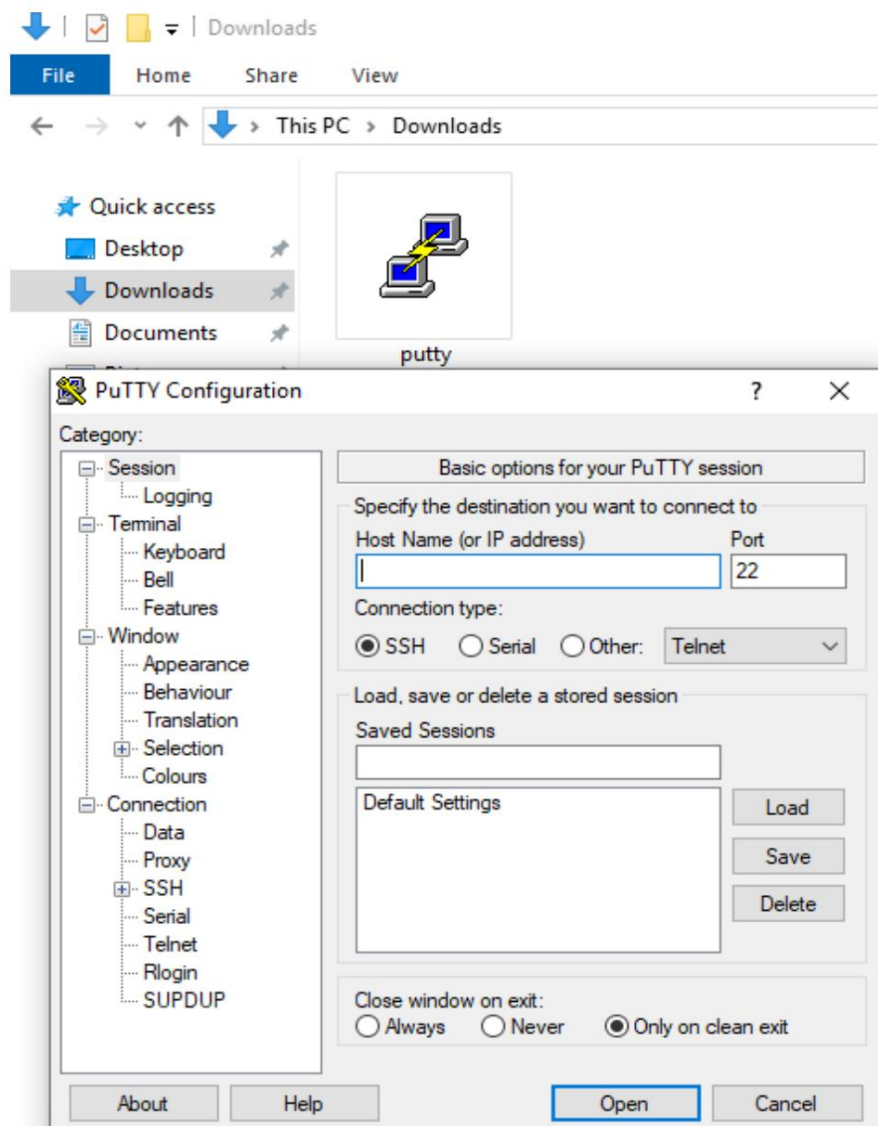 Downloads
File Home Share View
This PC > Downloads
Quick access
Desktop
Downloads
Documents
putty
PuTTY Configuration ?
Category:
Session
Logging
Terminal
Keyboard
Bell
Features
Window
Appearance
Behaviour
Translation
Selection
Colours
Connection
Data
Proxy
SSH
Serial
Telnet
Rlogin
SUPDUP
Basic options for your PuTTY session
Specify the destination you want to connect to
Host Name (or IP address) Port
22
Connection type:
SSH Serial Other: Telnet
Load, save or delete a stored session
Saved Sessions
Default Settings
Load
Save
Delete
Close window on exit:
Always Never Only on clean exit
About Help Open Cancel